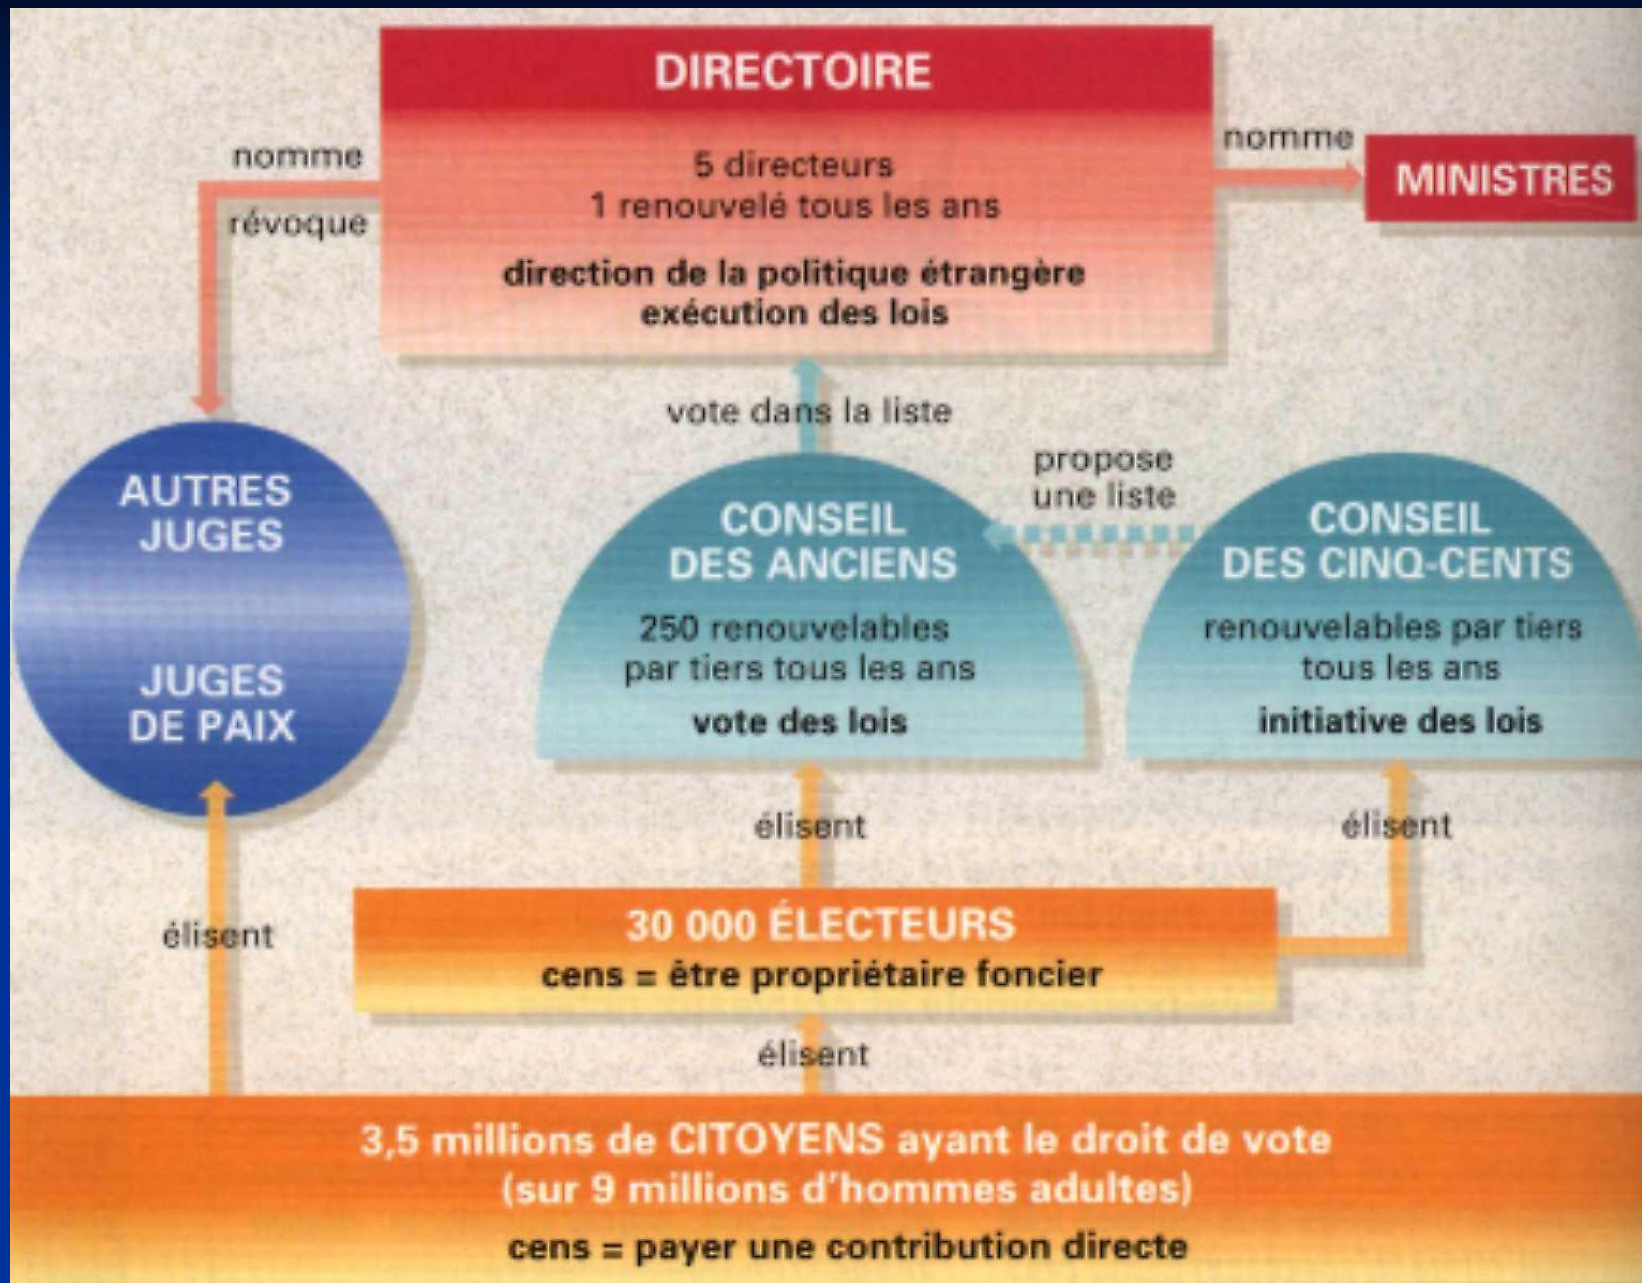 DIRECTOIRE
5 directeurs
1 renouvelé tous les ans
direction de la politique étrangère
exécution des lois
nomme
révoque
nomme
MINISTRES
vote dans la liste
propose
une liste
AUTRES
JUGES
JUGES
DE PAIX
CONSEIL
DES ANCIENS
250 renouvelables
par tiers tous les ans
vote des lois
CONSEIL
DES CINQ-CENTS
renouvelables par tiers
tous les ans
initiative des lois
élisent
élisent
élisent
30 000 ÉLECTEURS
cens = être propriétaire foncier
élisent
3,5 millions de CITOYENS ayant le droit de vote
(sur 9 millions d'hommes adultes)
cens = payer une contribution directe